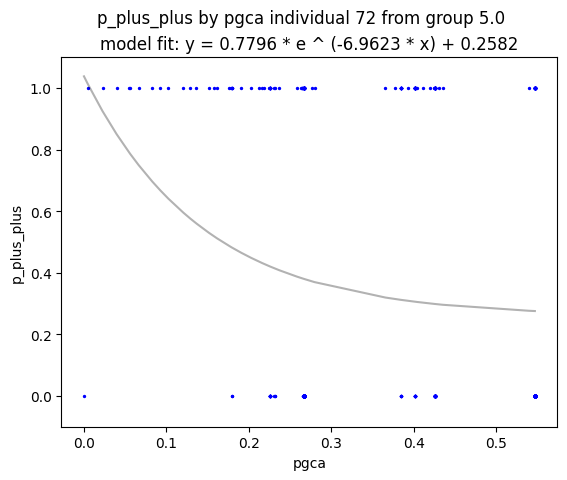 p_plus_plus by pgca individual 72 from group 5.0
model fit: y = 0.7796 * e ^ (-6.9623 * x) + 0.2582
1.0
0.8
0.6
0.4
0.2
0.0
p_plus_plus
0.0 0.1 0.2 0.3 0.4 0.5
pgca